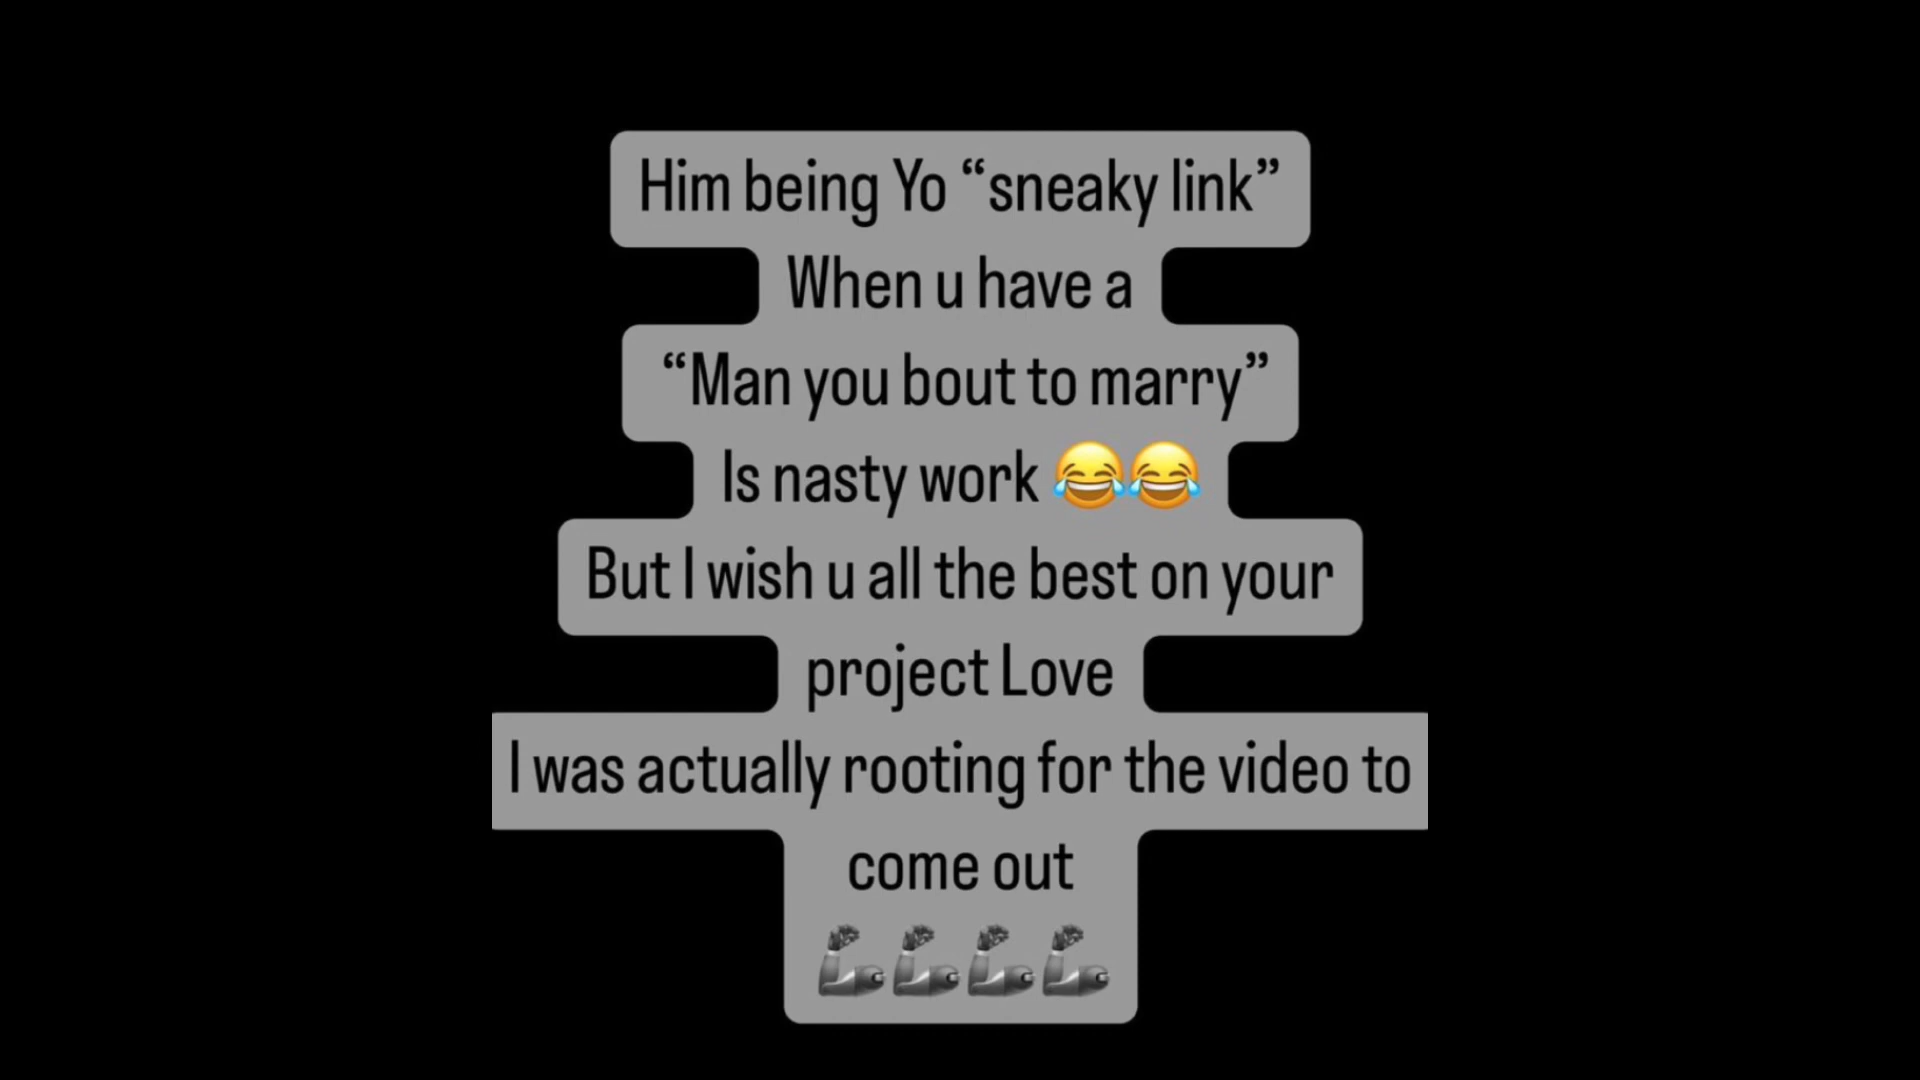 Him being Yo “sneaky link”
When u have a
“Man you bout to marry”
Is nasty work 😂😂
But I wish u all the best on your
project Love
I was actually rooting for the video to
come out
🦾🦾🦾🦾